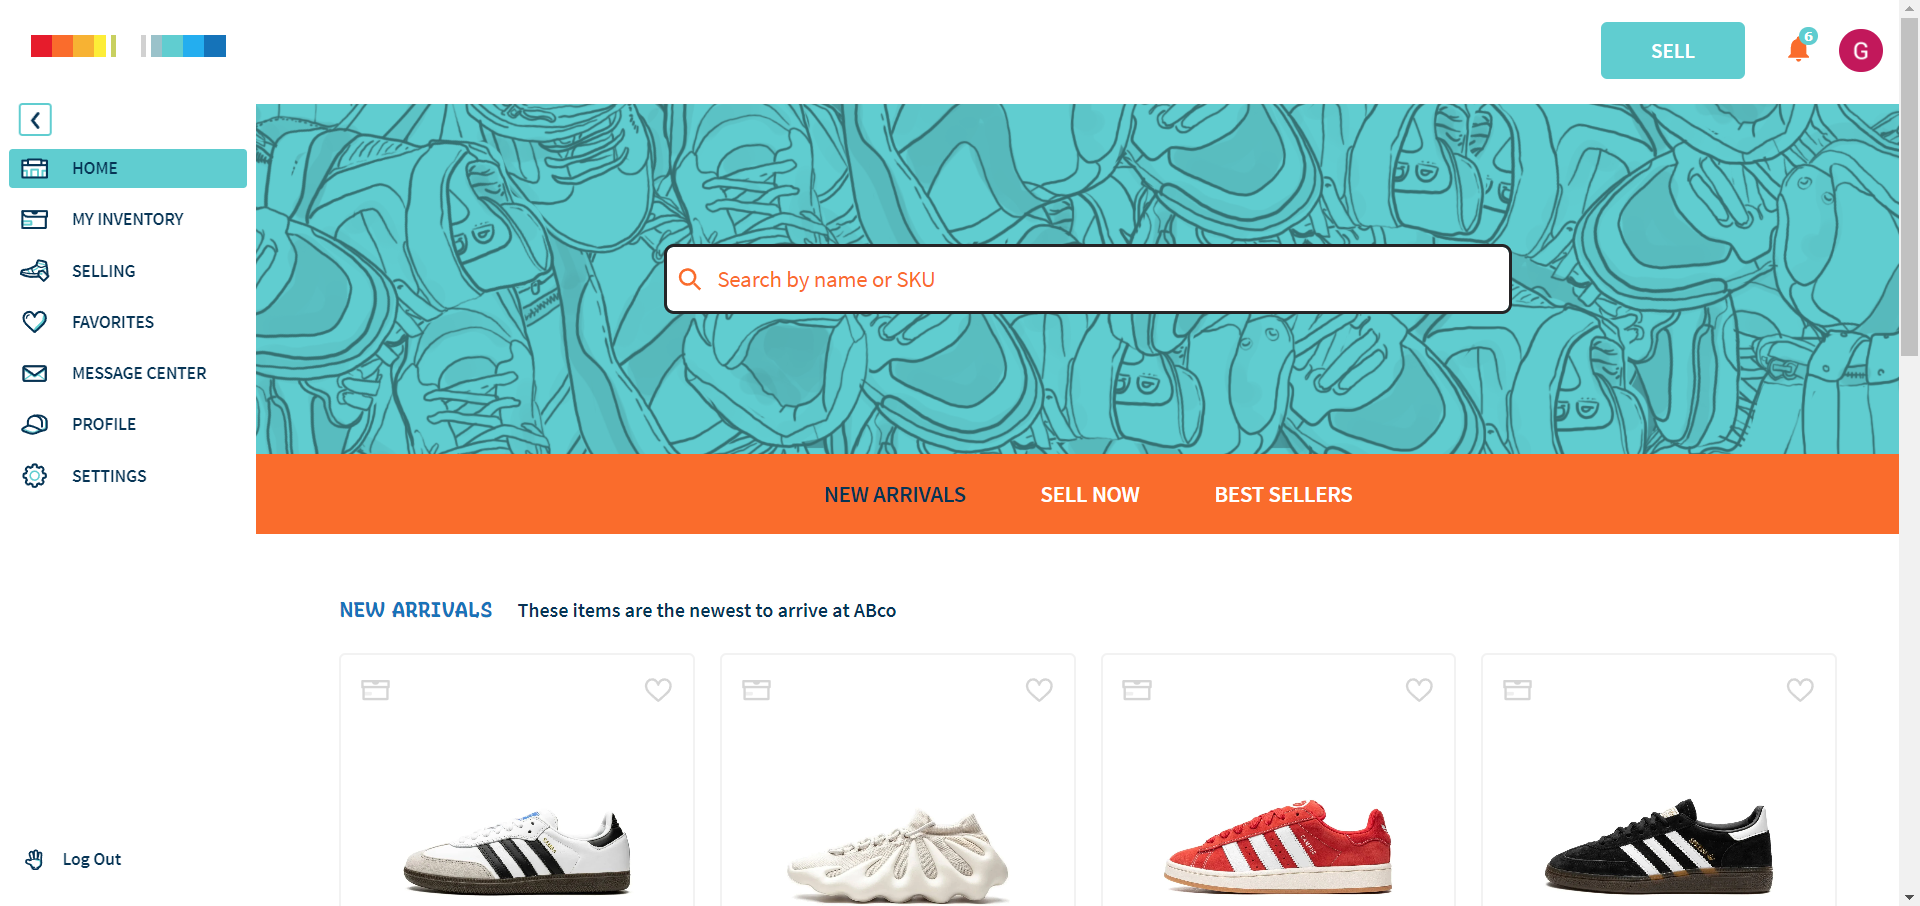 SELL
6
G
HOME
MY INVENTORY
SELLING
FAVORITES
MESSAGE CENTER
PROFILE
SETTINGS
Log Out
Search by name or SKU
NEW ARRIVALS SELL NOW BEST SELLERS
NEW ARRIVALS These items are the newest to arrive at ABco